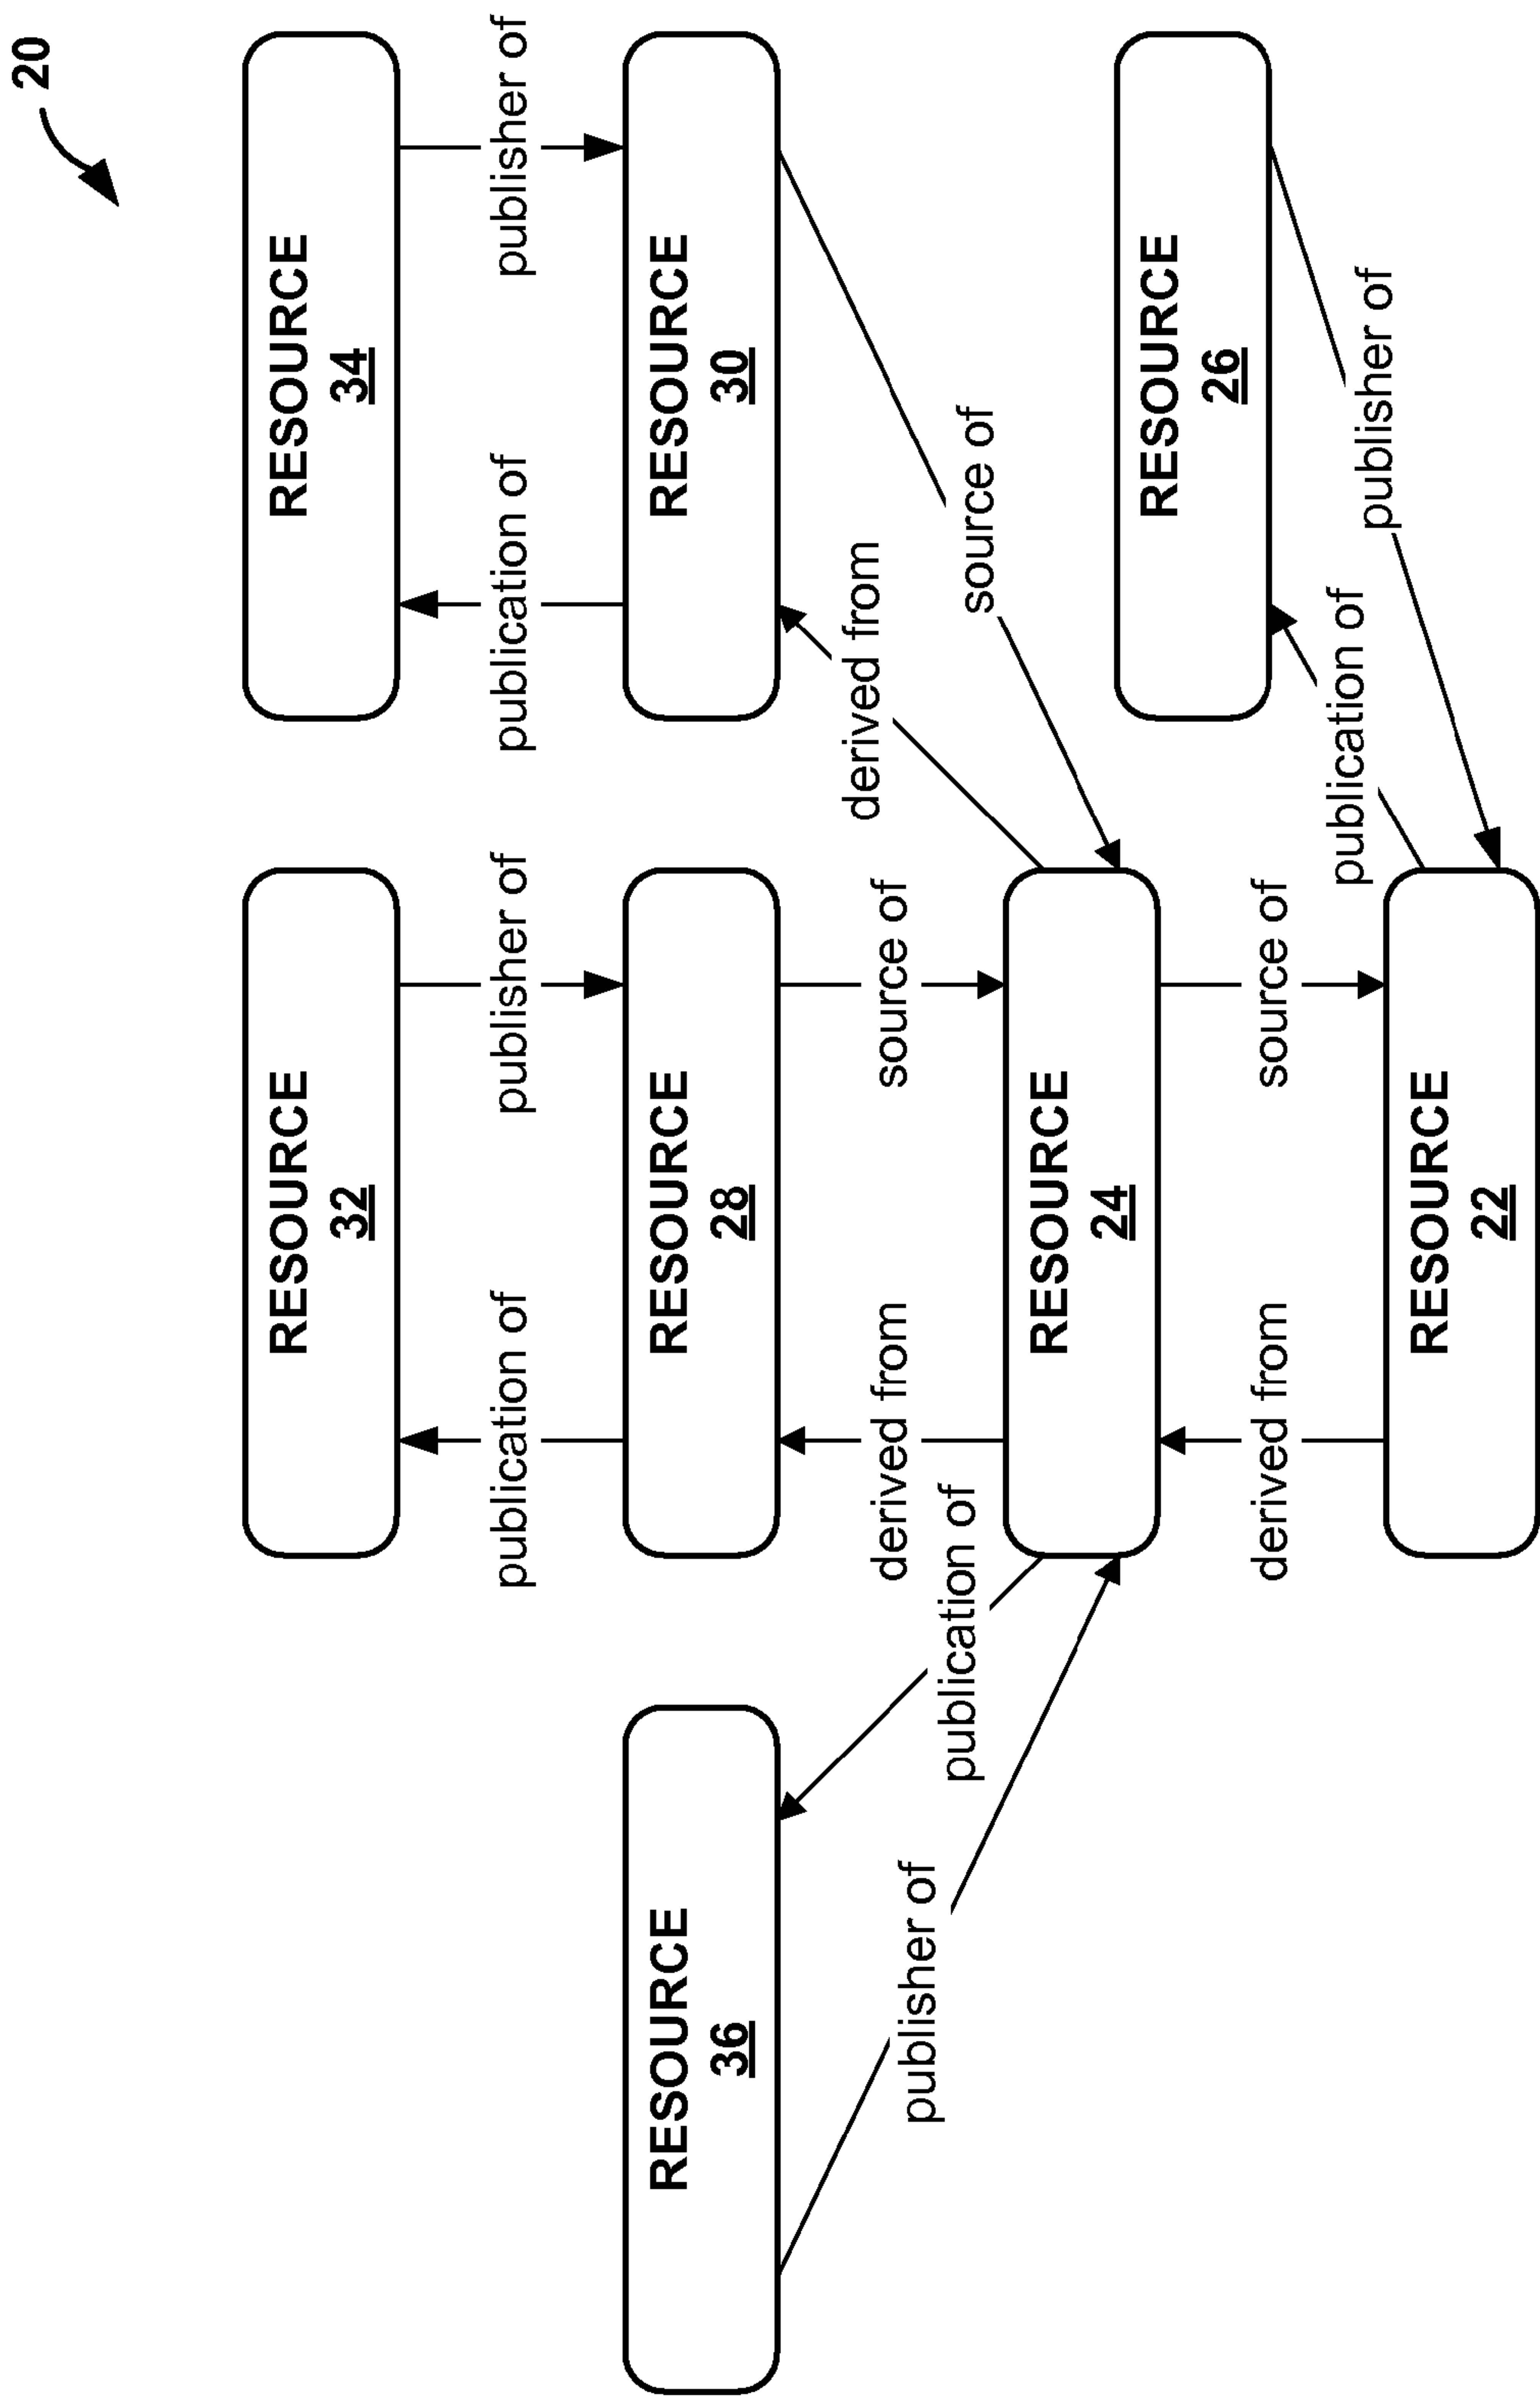 20
RESOURCE
32
RESOURCE
34
publication of
publisher of
publication of
publisher of
RESOURCE
36
RESOURCE
28
RESOURCE
30
derived from
source of
derived from
publisher of
publication of
source of
RESOURCE
24
RESOURCE
26
derived from
source of
publication of
publisher of
RESOURCE
22